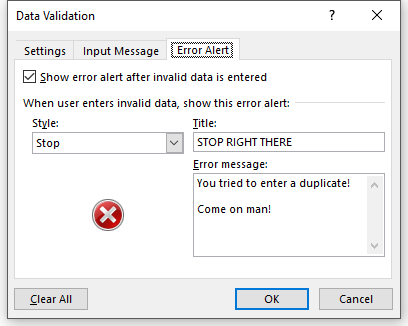 Data Validation
?
Settings
Input Message
Error Alert
Show error alert after invalid data is entered
When user enters invalid data, show this error alert:
Style:
Title:
Stop
STOP RIGHT THERE
Error message:
You tried to enter a duplicate!
Come on man!
Clear All
OK
Cancel